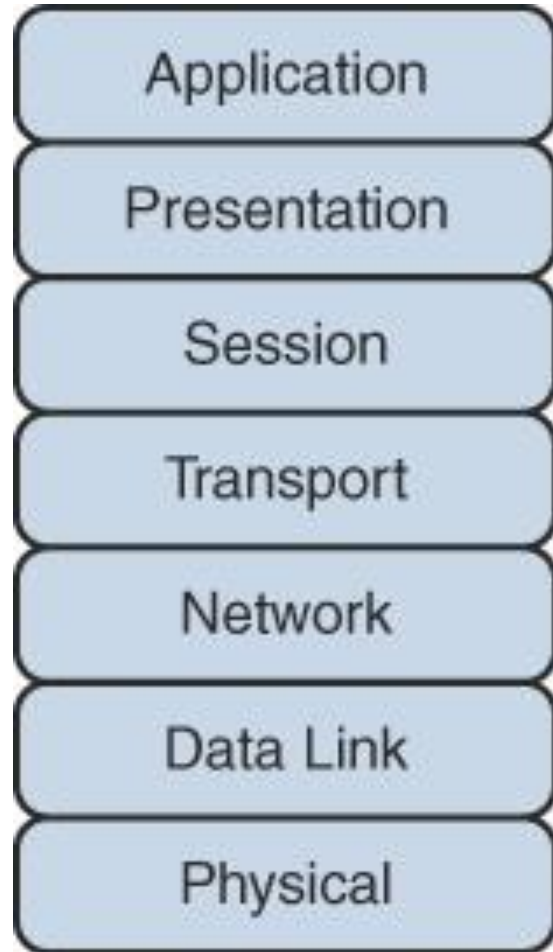 Application
Presentation
Session
Transport
Network
Data Link
Physical